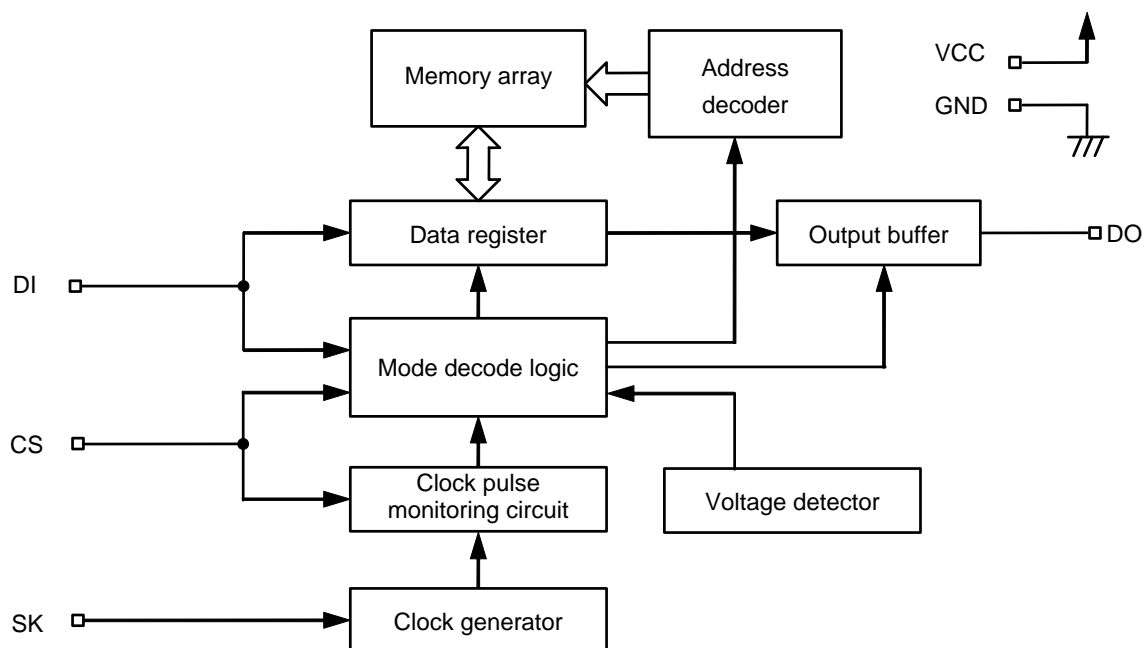 Memory array
Address
decoder
VCC
GND
Data register
Output buffer
DO
DI
Mode decode logic
CS
Clock pulse
monitoring circuit
Voltage detector
SK
Clock generator